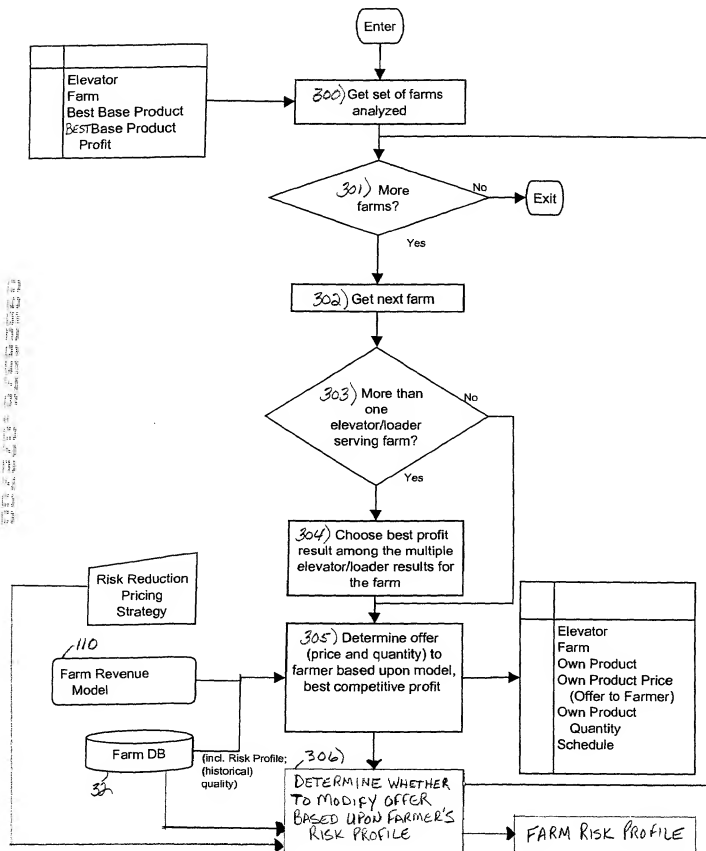 Enter
Elevator
Farm
Best Base Product
BEST Base Product
Profit
300) Get set of farms
analyzed
301) More
farms?
No
Exit
Yes
302) Get next farm
303) More than
one
elevator/loader
serving farm?
No
Yes
304) Choose best profit
result among the multiple
elevator/loader results for
the farm
Risk Reduction
Pricing
Strategy
110
Farm Revenue
Model
305) Determine offer
(price and quantity) to
farmer based upon model,
best competitive profit
Elevator
Farm
Own Product
Own Product Price
(Offer to Farmer)
Own Product
Quantity
Schedule
Farm DB
32
(incl. Risk Profile;
(historical)
quality)
306)
DETERMINE WHETHER
TO MODIFY OFFER
BASED UPON FARMER'S
RISK PROFILE
FARM RISK PROFILE